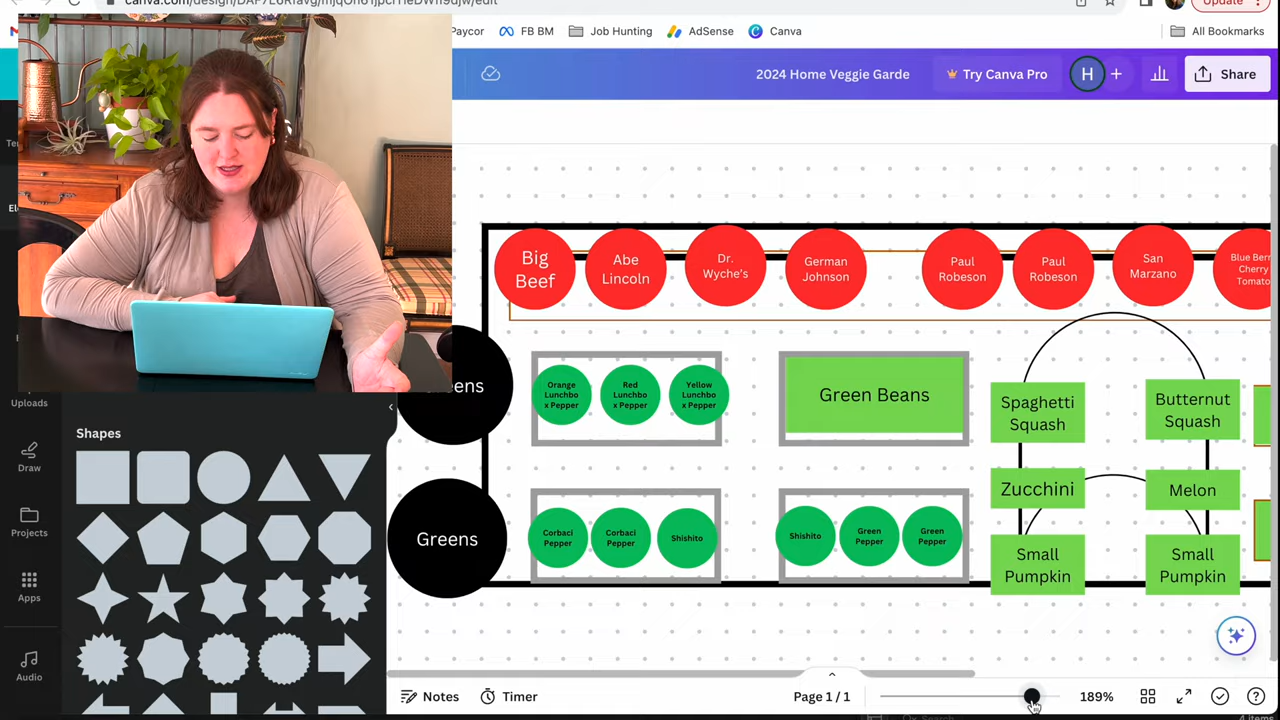 canva.com/design/
Paycor
FB BM
Job Hunting
AdSense
Canva
All Bookmarks
Update
2024 Home Veggie Garde
Try Canva Pro
H
+
Share
Big
Beef
Abe
Lincoln
Dr.
Wyche's
German
Johnson
Paul
Robeson
Paul
Robeson
San
Marzano
Blue Berr
Cherry
Tomato
ens
Orange
Lunchbo
x Pepper
Red
Lunchbo
x Pepper
Yellow
Lunchbo
x Pepper
Green Beans
Spaghetti
Squash
Butternut
Squash
Greens
Corbaci
Pepper
Corbaci
Pepper
Shishito
Shishito
Green
Pepper
Green
Pepper
Zucchini
Melon
Small
Pumpkin
Small
Pumpkin
Uploads
Draw
Projects
Apps
Audio
Shapes
Notes
Timer
Page 1 / 1
189%